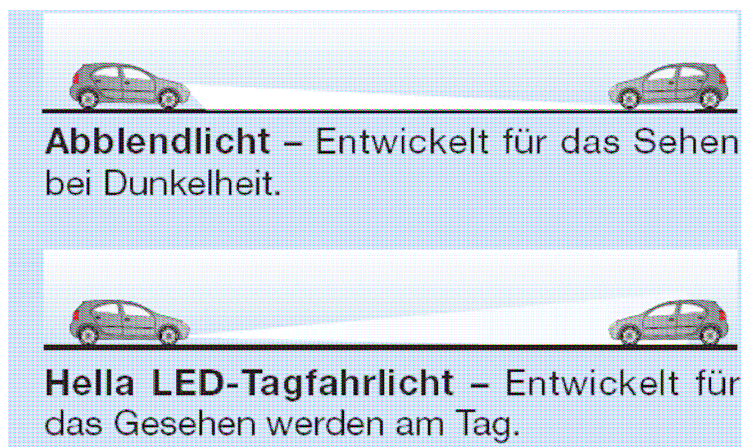 Abblendlicht – Entwickelt für das Sehen
bei Dunkelheit.
Hella LED-Tagfahrlicht – Entwickelt für
das Gesehen werden am Tag.